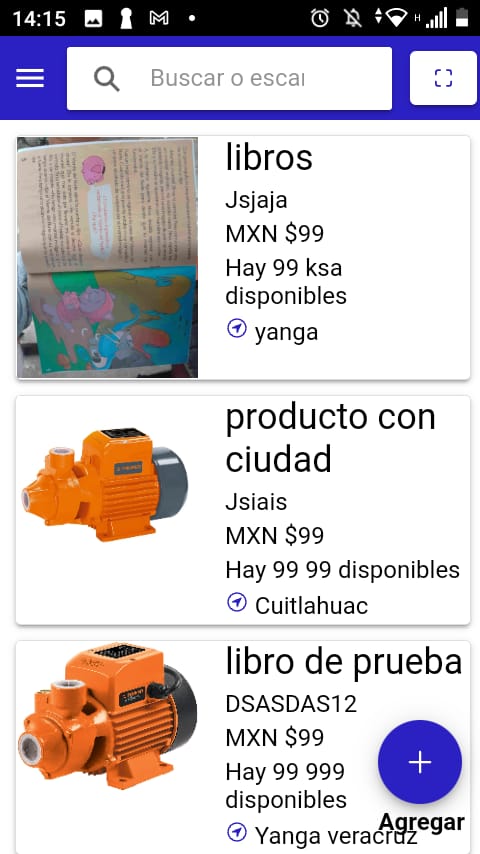 14:15
H
Buscar o escar
libros
Jsjaja
MXN $99
Hay 99 ksa
disponibles
yanga
producto con
ciudad
Jsiais
MXN $99
Hay 99 99 disponibles
Cuitlahuac
libro de prueba
DSASDAS12
MXN $99
Hay 99 999
disponibles
Yanga veracruz
Agregar